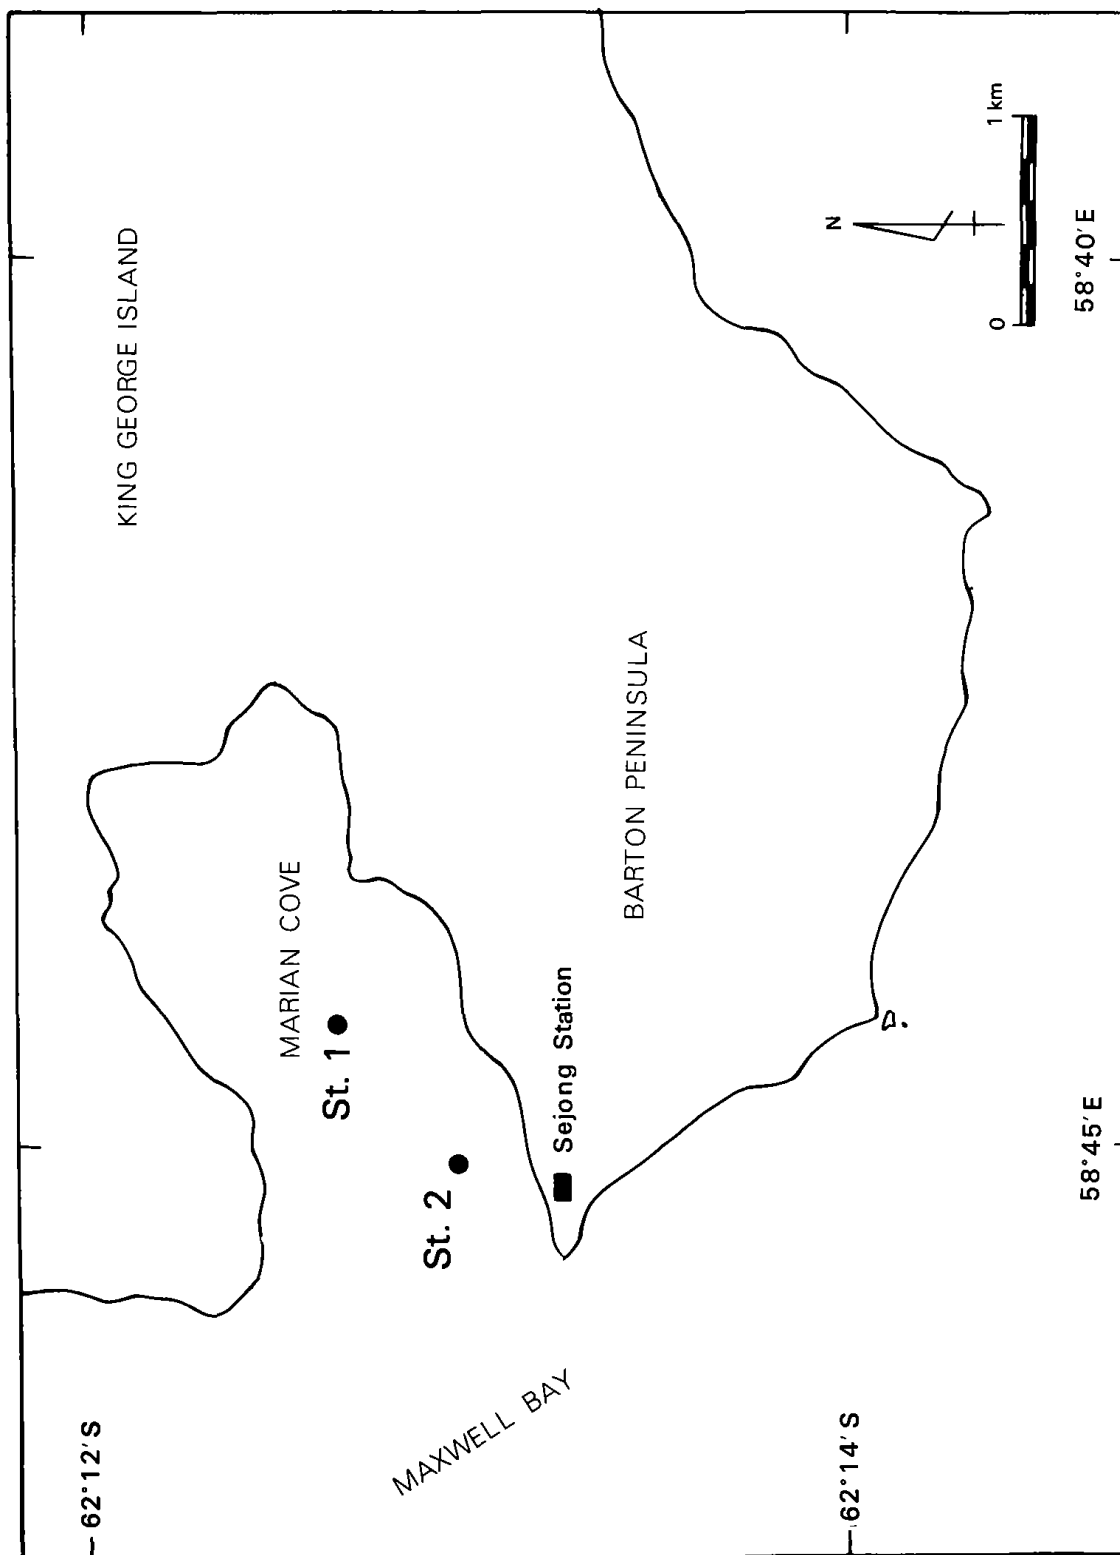 62°12′S
KING GEORGE ISLAND
MARIAN COVE
St. 1
St. 2
Sejong Station
BARTON PENINSULA
MAXWELL BAY
62°14′S
N
0
1 km
58°45′E
58°40′E